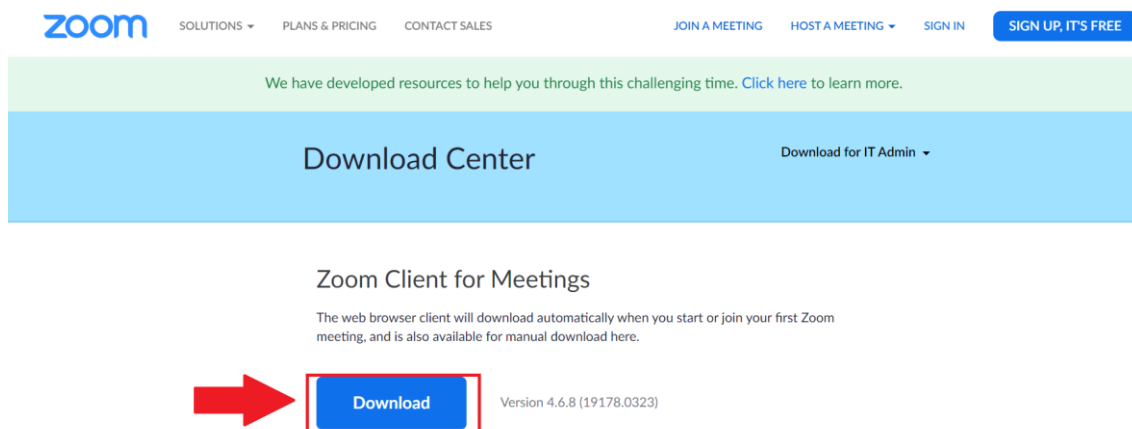 zoom SOLUTIONS PLANS & PRICING CONTACT SALES JOIN A MEETING HOST A MEETING SIGN IN SIGN UP, IT'S FREE
We have developed resources to help you through this challenging time. Click here to learn more.
Download Center Download for IT Admin
Zoom Client for Meetings
The web browser client will download automatically when you start or join your first Zoom
meeting, and is also available for manual download here.
Download Version 4.6.8 (19178.0323)